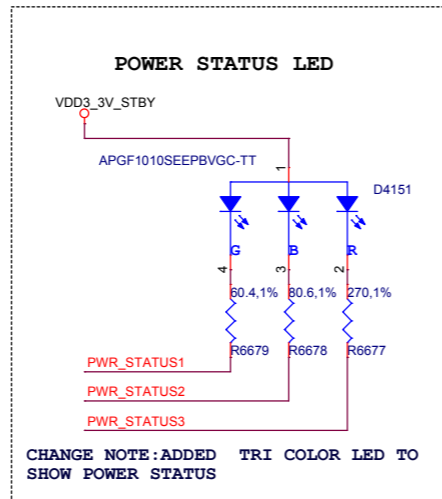 POWER STATUS LED
VDD3_3V_STBY
APGF1010SEEPBVGC-TT
1
D4151
G B R
4 3 2
60.4,1% 80.6,1% 270,1%
R6679 R6678 R6677
PWR_STATUS1
PWR_STATUS2
PWR_STATUS3
CHANGE NOTE:ADDED TRI COLOR LED TO
SHOW POWER STATUS